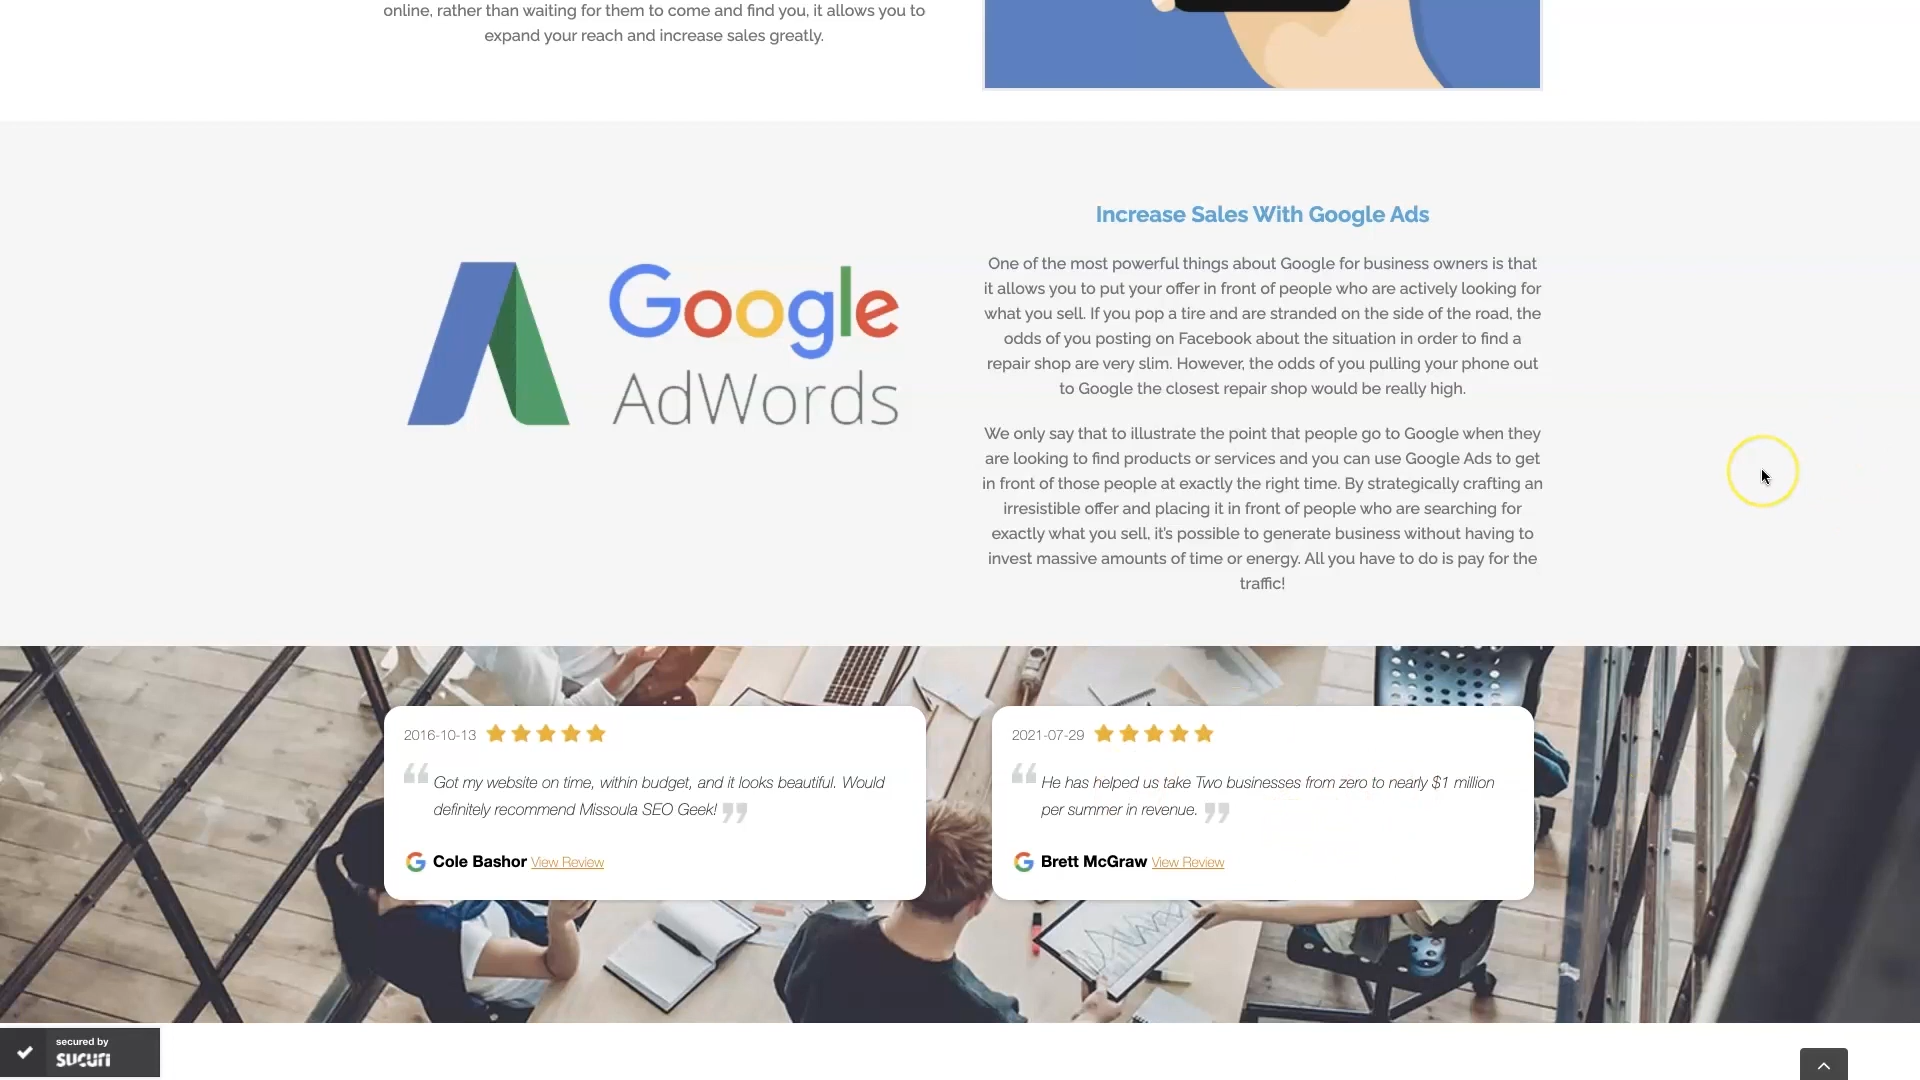 online, rather than waiting for them to come and find you, it allows you to
expand your reach and increase sales greatly.
Google
AdWords
Increase Sales With Google Ads
One of the most powerful things about Google for business owners is that
it allows you to put your offer in front of people who are actively looking for
what you sell. If you pop a tire and are stranded on the side of the road, the
odds of you posting on Facebook about the situation in order to find a
repair shop are very slim. However, the odds of you pulling your phone out
to Google the closest repair shop would be really high.
We only say that to illustrate the point that people go to Google when they
are looking to find products or services and you can use Google Ads to get
in front of those people at exactly the right time. By strategically crafting an
irresistible offer and placing it in front of people who are searching for
exactly what you sell, it's possible to generate business without having to
invest massive amounts of time or energy. All you have to do is pay for the
traffic!
2016-10-13
“ Got my website on time, within budget, and it looks beautiful. Would
definitely recommend Missoula SEO Geek! ”
G Cole Bashor View Review
2021-07-29
“ He has helped us take Two businesses from zero to nearly $1 million
per summer in revenue. ”
G Brett McGraw View Review
secured by
sucuri